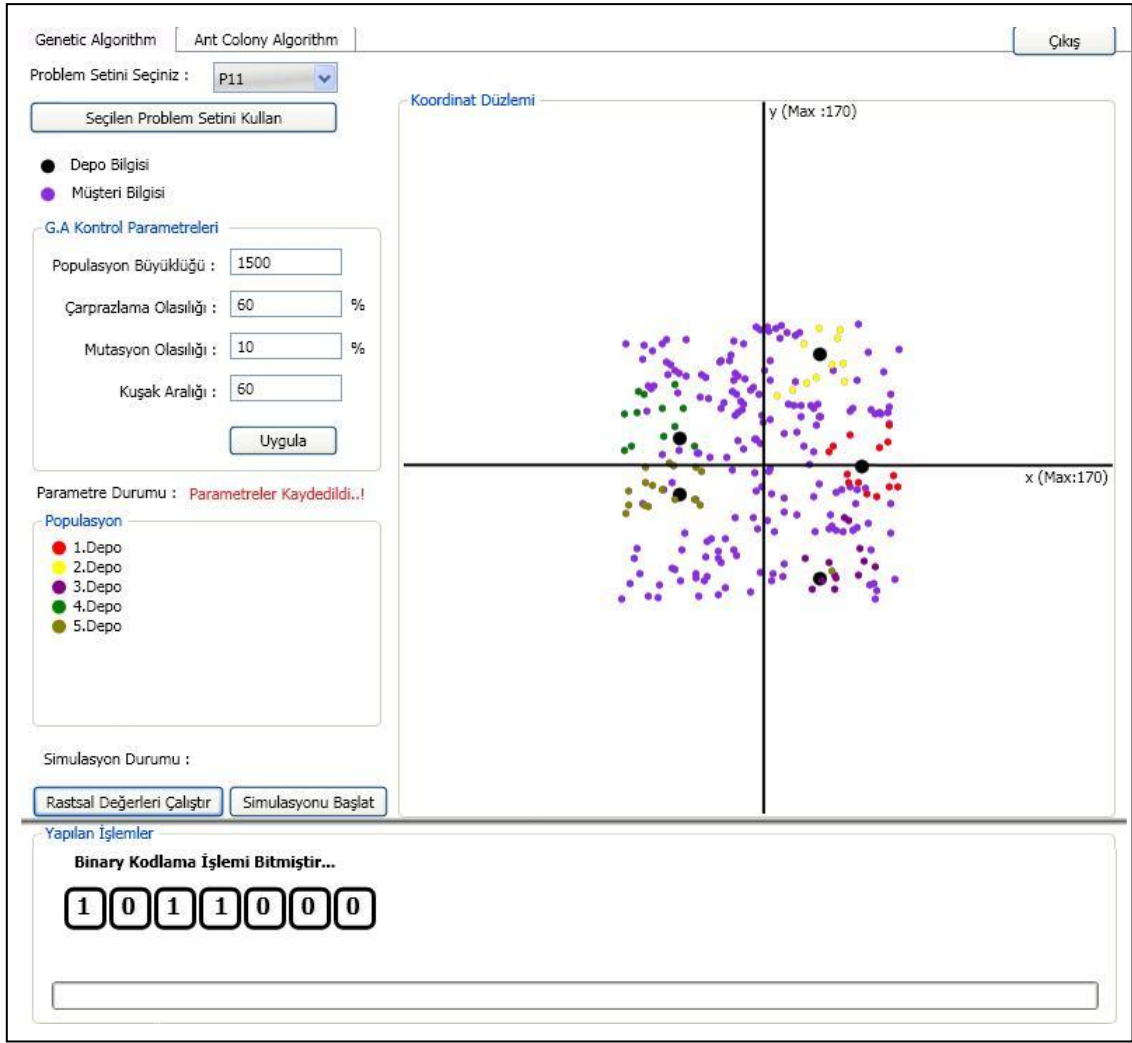 Genetic Algorithm
Ant Colony Algorithm
Çıkış
Problem Setini Seçiniz :
P11
Seçilen Problem Setini Kullan
Depo Bilgisi
Müşteri Bilgisi
G.A Kontrol Parametreleri
Populasyon Büyüklüğü :
1500
Çarprazlama Olasılığı :
60
%
Mutasyon Olasılığı :
10
%
Kuşak Aralığı :
60
Uygula
Parametre Durumu :
Parametreler Kaydedildi..!
Populasyon
1.Depo
2.Depo
3.Depo
4.Depo
5.Depo
Simulasyon Durumu :
Rastsal Değerleri Çalıştır
Simulasyonu Başlat
Koordinat Düzlemi
y (Max :170)
x (Max:170)
Yapılan İşlemler
Binary Kodlama İşlemi Bitmiştir...
1 0 1 1 0 0 0